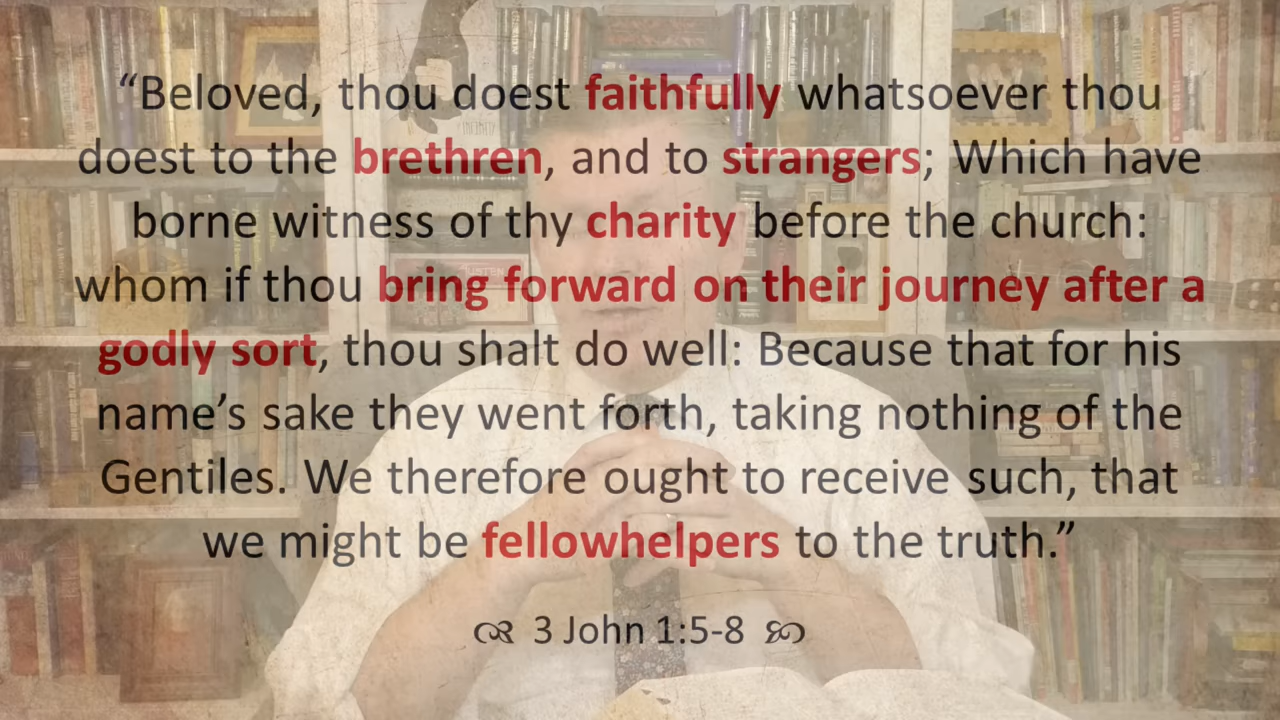 “Beloved, thou doest faithfully whatsoever thou
doest to the brethren, and to strangers; Which have
borne witness of thy charity before the church:
whom if thou bring forward on their journey after a
godly sort, thou shalt do well: Because that for his
name’s sake they went forth, taking nothing of the
Gentiles. We therefore ought to receive such, that
we might be fellowhelpers to the truth.”
3 John 1:5-8